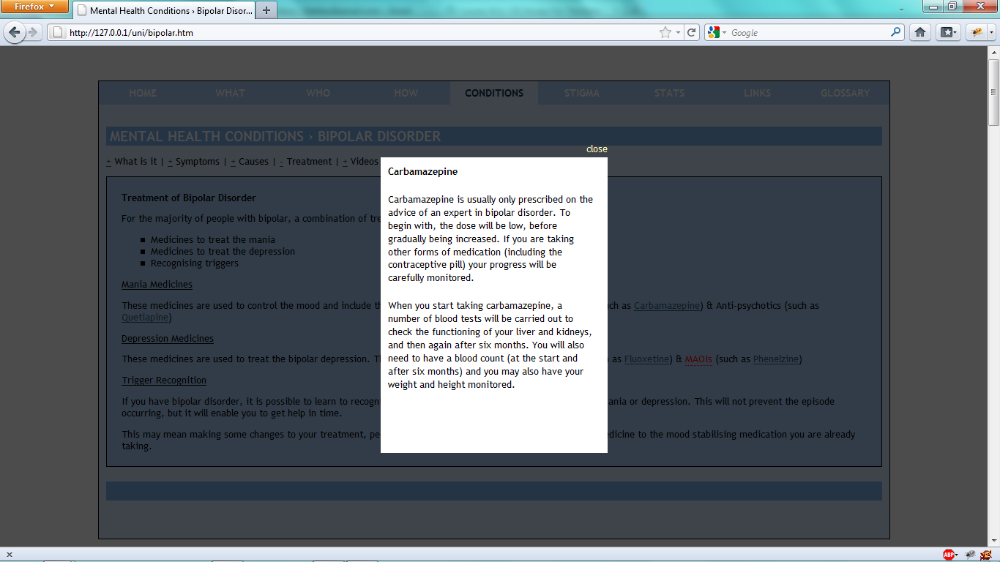 Firefox
Mental Health Conditions › Bipolar Disor...
http://127.0.0.1/uni/bipolar.htm
Google
HOME WHAT WHO HOW CONDITIONS STIGMA STATS LINKS GLOSSARY
MENTAL HEALTH CONDITIONS › BIPOLAR DISORDER
close
+ What is it | + Symptoms | + Causes | - Treatment | + Videos
Carbamazepine
Carbamazepine is usually only prescribed on the
advice of an expert in bipolar disorder. To
begin with, the dose will be low, before
gradually being increased. If you are taking
other forms of medication (including the
contraceptive pill) your progress will be
carefully monitored.
When you start taking carbamazepine, a
number of blood tests will be carried out to
check the functioning of your liver and kidneys,
and then again after six months. You will also
need to have a blood count (at the start and
after six months) and you may also have your
weight and height monitored.
Treatment of Bipolar Disorder
For the majority of people with bipolar, a combination of
Medicines to treat the mania
Medicines to treat the depression
Recognising triggers
Mania Medicines
These medicines are used to control the mood and include as Carbamazepine) & Anti-psychotics (such as
Quetiapine)
Depression Medicines
These medicines are used to treat the bipolar depression. as Fluoxetine) & MAOIs (such as Phenelzine)
Trigger Recognition
If you have bipolar disorder, it is possible to learn to or depression. This will not prevent the episode
occurring, but it will enable you to get help in time.
This may mean making some changes to your treatment, to the mood stabilising medication you are already
taking.
ABP